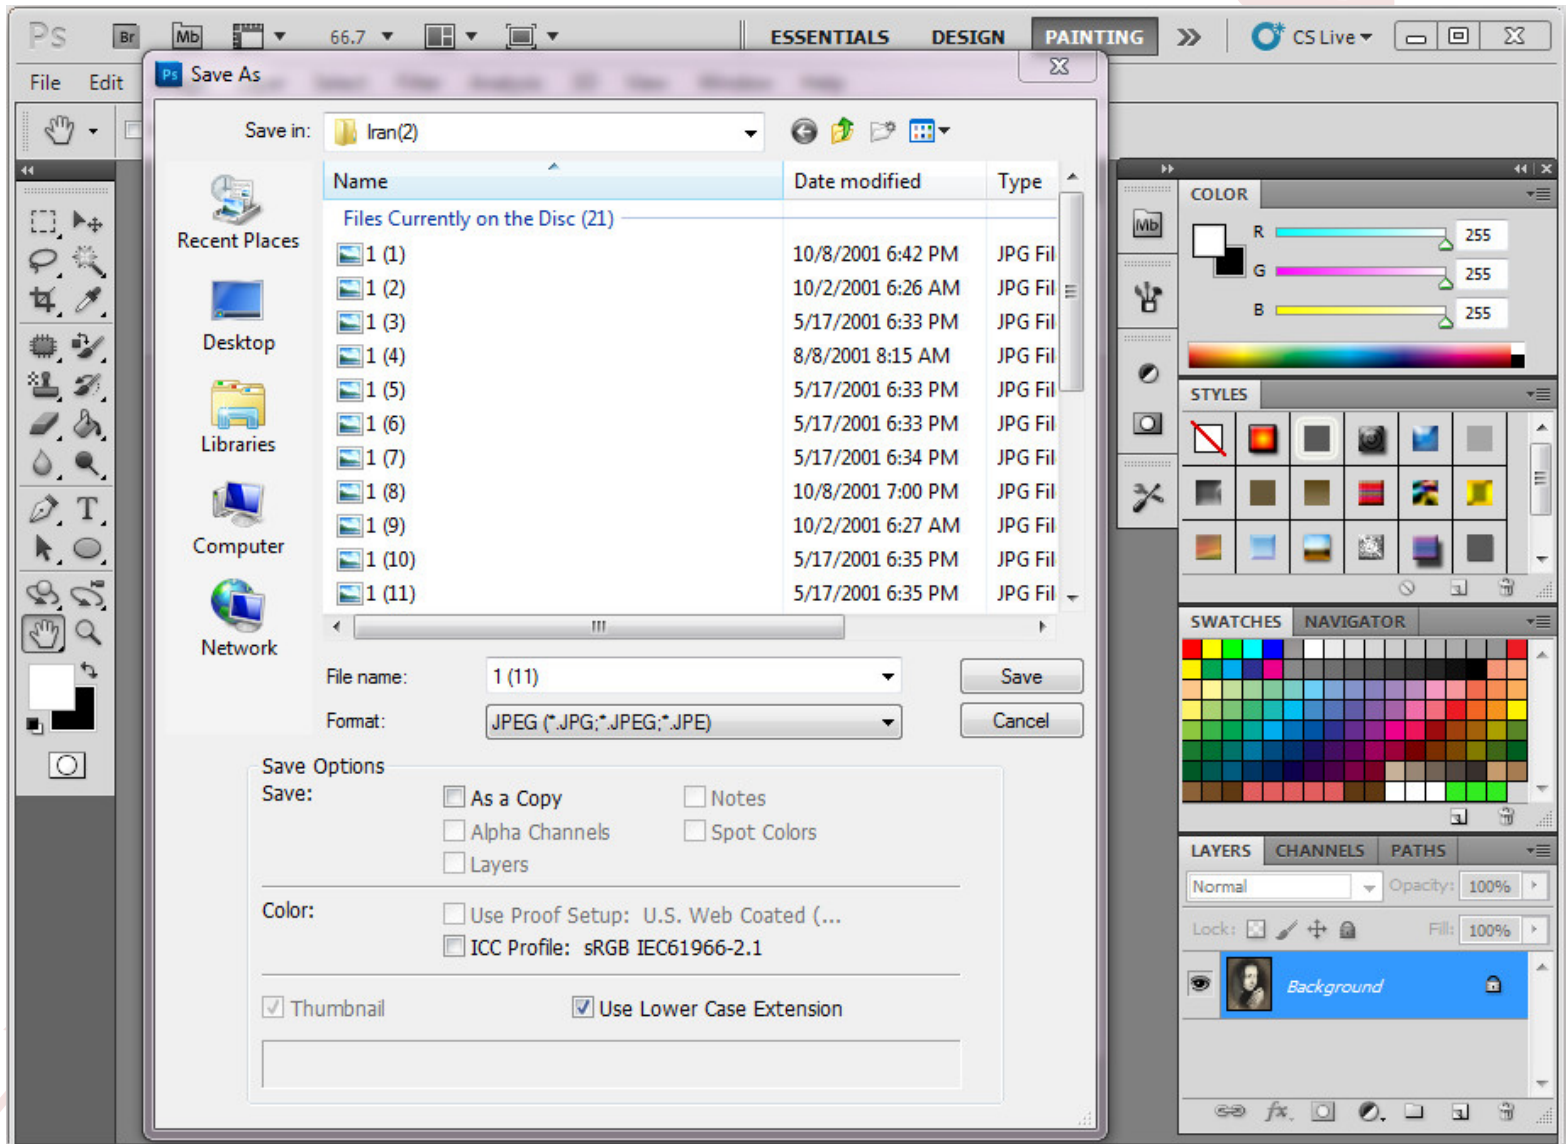 Ps Br Mb 66.7 ESSENTIALS DESIGN PAINTING CS Live
Save As
File Edit
Save in: Iran(2)
Name Date modified Type
Files Currently on the Disc (21)
1 (1) 10/8/2001 6:42 PM JPG Fil
1 (2) 10/2/2001 6:26 AM JPG Fil
1 (3) 5/17/2001 6:33 PM JPG Fil
1 (4) 8/8/2001 8:15 AM JPG Fil
1 (5) 5/17/2001 6:33 PM JPG Fil
1 (6) 5/17/2001 6:33 PM JPG Fil
1 (7) 5/17/2001 6:34 PM JPG Fil
1 (8) 10/8/2001 7:00 PM JPG Fil
1 (9) 10/2/2001 6:27 AM JPG Fil
1 (10) 5/17/2001 6:35 PM JPG Fil
1 (11) 5/17/2001 6:35 PM JPG Fil
Recent Places
Desktop
Libraries
Computer
Network
File name: 1 (11) Save
Format: JPEG (*.JPG;*.JPEG;*.JPE) Cancel
Save Options
Save: As a Copy Notes
Alpha Channels Spot Colors
Layers
Color: Use Proof Setup: U.S. Web Coated (...
ICC Profile: sRGB IEC61966-2.1
Thumbnail Use Lower Case Extension
Mb
COLOR
R 255
G 255
B 255
STYLES
SWATCHES NAVIGATOR
LAYERS CHANNELS PATHS
Normal Opacity: 100%
Lock: Fill: 100%
Background
fx.